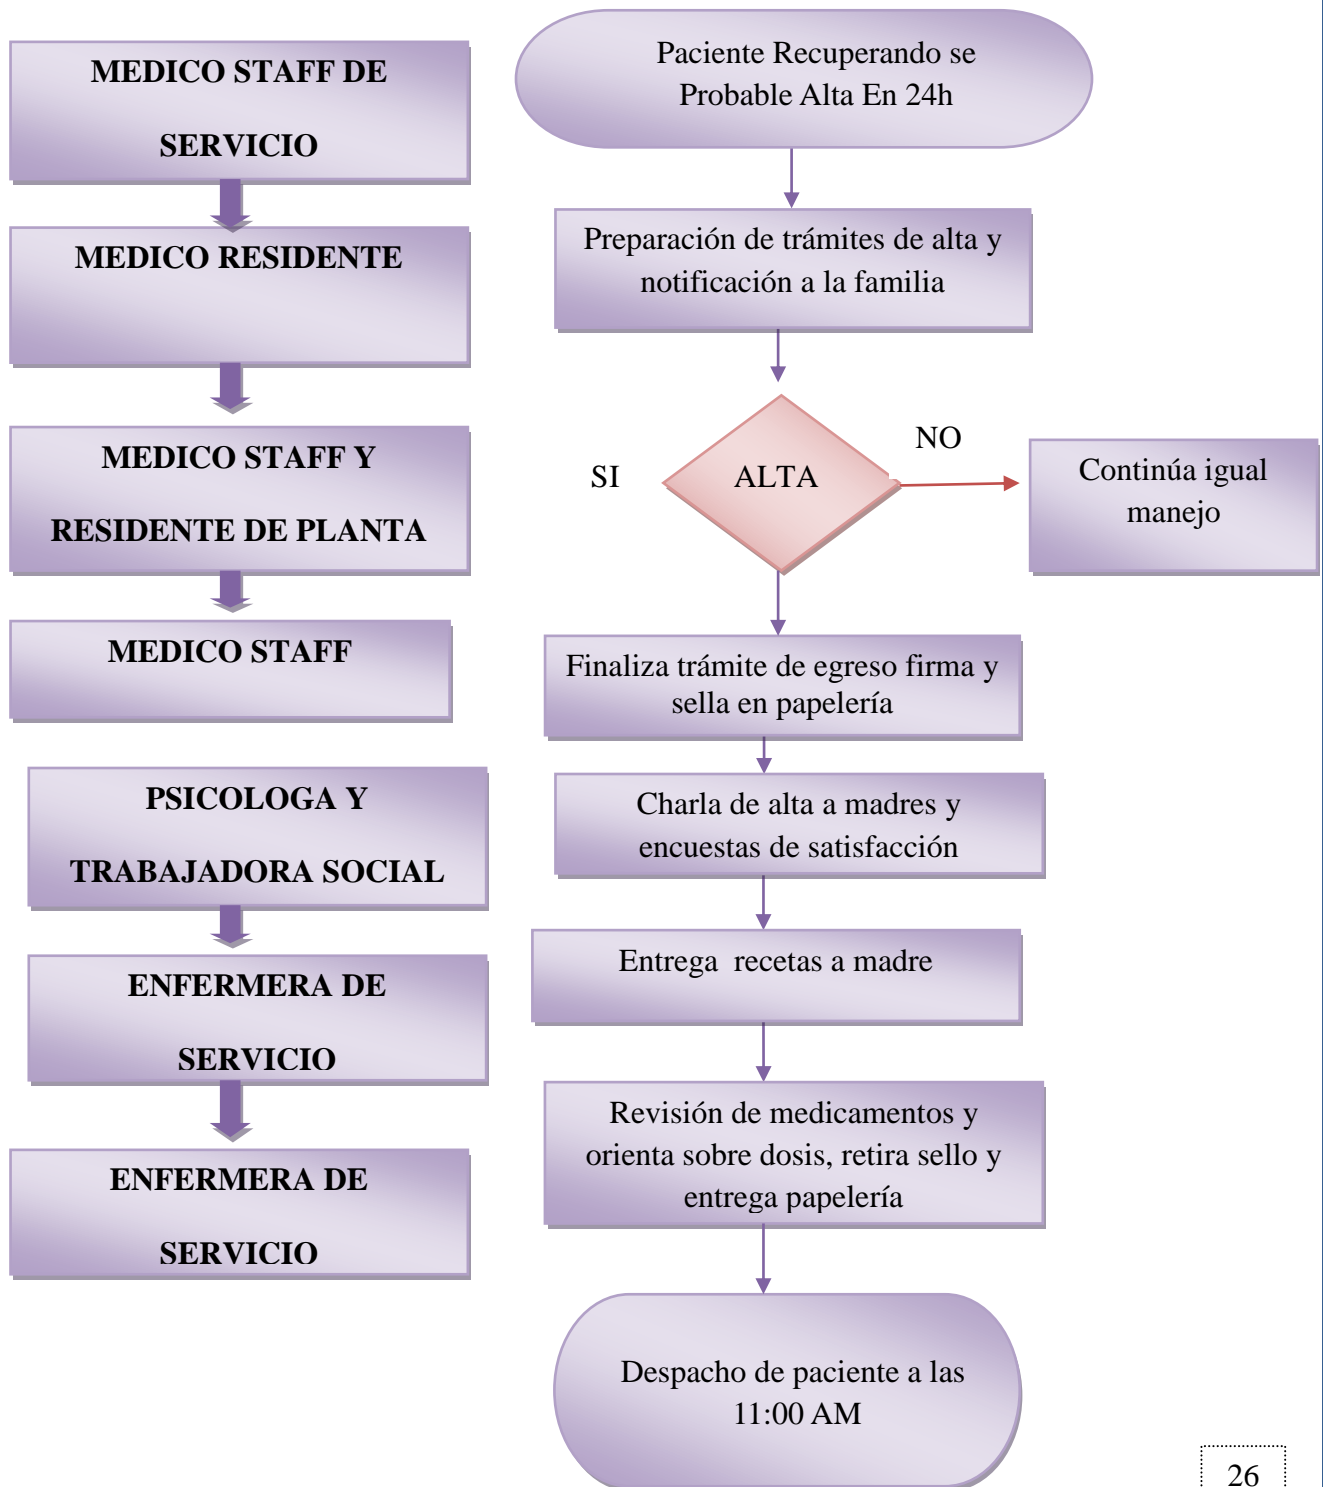 MEDICO STAFF DE
SERVICIO
Paciente Recuperando se
Probable Alta En 24h
MEDICO RESIDENTE
Preparación de trámites de alta y
notificación a la familia
MEDICO STAFF Y
RESIDENTE DE PLANTA
SI
ALTA
NO
Continúa igual
manejo
MEDICO STAFF
Finaliza trámite de egreso firma y
sella en papelería
PSICOLOGA Y
TRABAJADORA SOCIAL
Charla de alta a madres y
encuestas de satisfacción
ENFERMERA DE
SERVICIO
Entrega recetas a madre
ENFERMERA DE
SERVICIO
Revisión de medicamentos y
orienta sobre dosis, retira sello y
entrega papelería
Despacho de paciente a las
11:00 AM
26